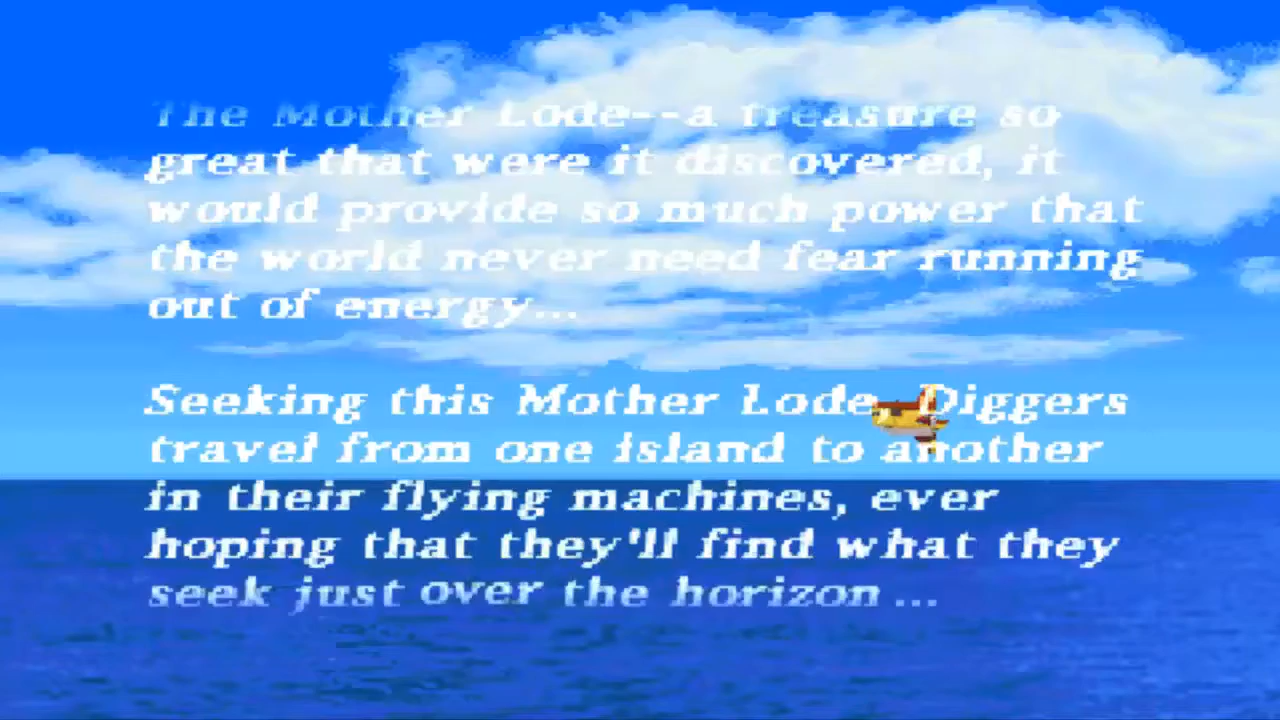 The Mother Lode--a treasure so
great that were it discovered, it
would provide so much power that
the world never need fear running
out of energy...
Seeking this Mother Lode, Diggers
travel from one island to another
in their flying machines, ever
hoping that they'll find what they
seek just over the horizon ...